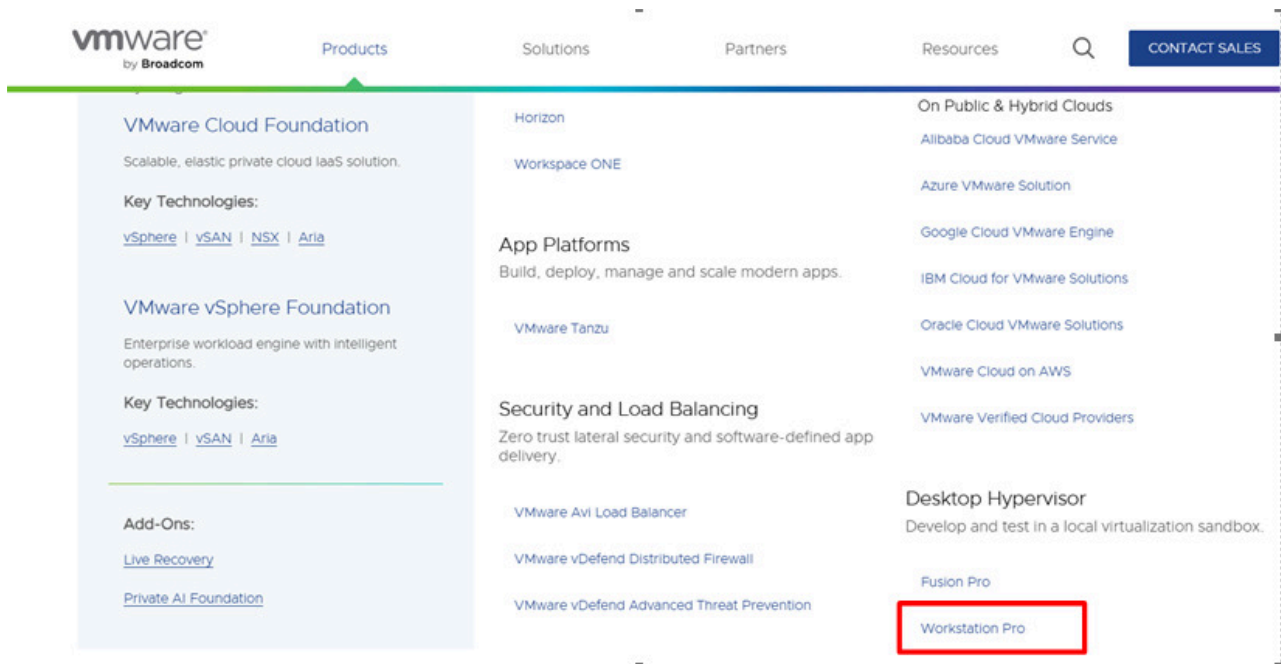 vmware
by Broadcom
Products
Solutions
Partners
Resources
CONTACT SALES
VMware Cloud Foundation
Scalable, elastic private cloud IaaS solution.
Key Technologies:
vSphere | vSAN | NSX | Aria
VMware vSphere Foundation
Enterprise workload engine with intelligent
operations.
Key Technologies:
vSphere | vSAN | Aria
Add-Ons:
Live Recovery
Private AI Foundation
Horizon
Workspace ONE
App Platforms
Build, deploy, manage and scale modern apps.
VMware Tanzu
Security and Load Balancing
Zero trust lateral security and software-defined app
delivery.
VMware Avi Load Balancer
VMware vDefend Distributed Firewall
VMware vDefend Advanced Threat Prevention
On Public & Hybrid Clouds
Alibaba Cloud VMware Service
Azure VMware Solution
Google Cloud VMware Engine
IBM Cloud for VMware Solutions
Oracle Cloud VMware Solutions
VMware Cloud on AWS
VMware Verified Cloud Providers
Desktop Hypervisor
Develop and test in a local virtualization sandbox.
Fusion Pro
Workstation Pro